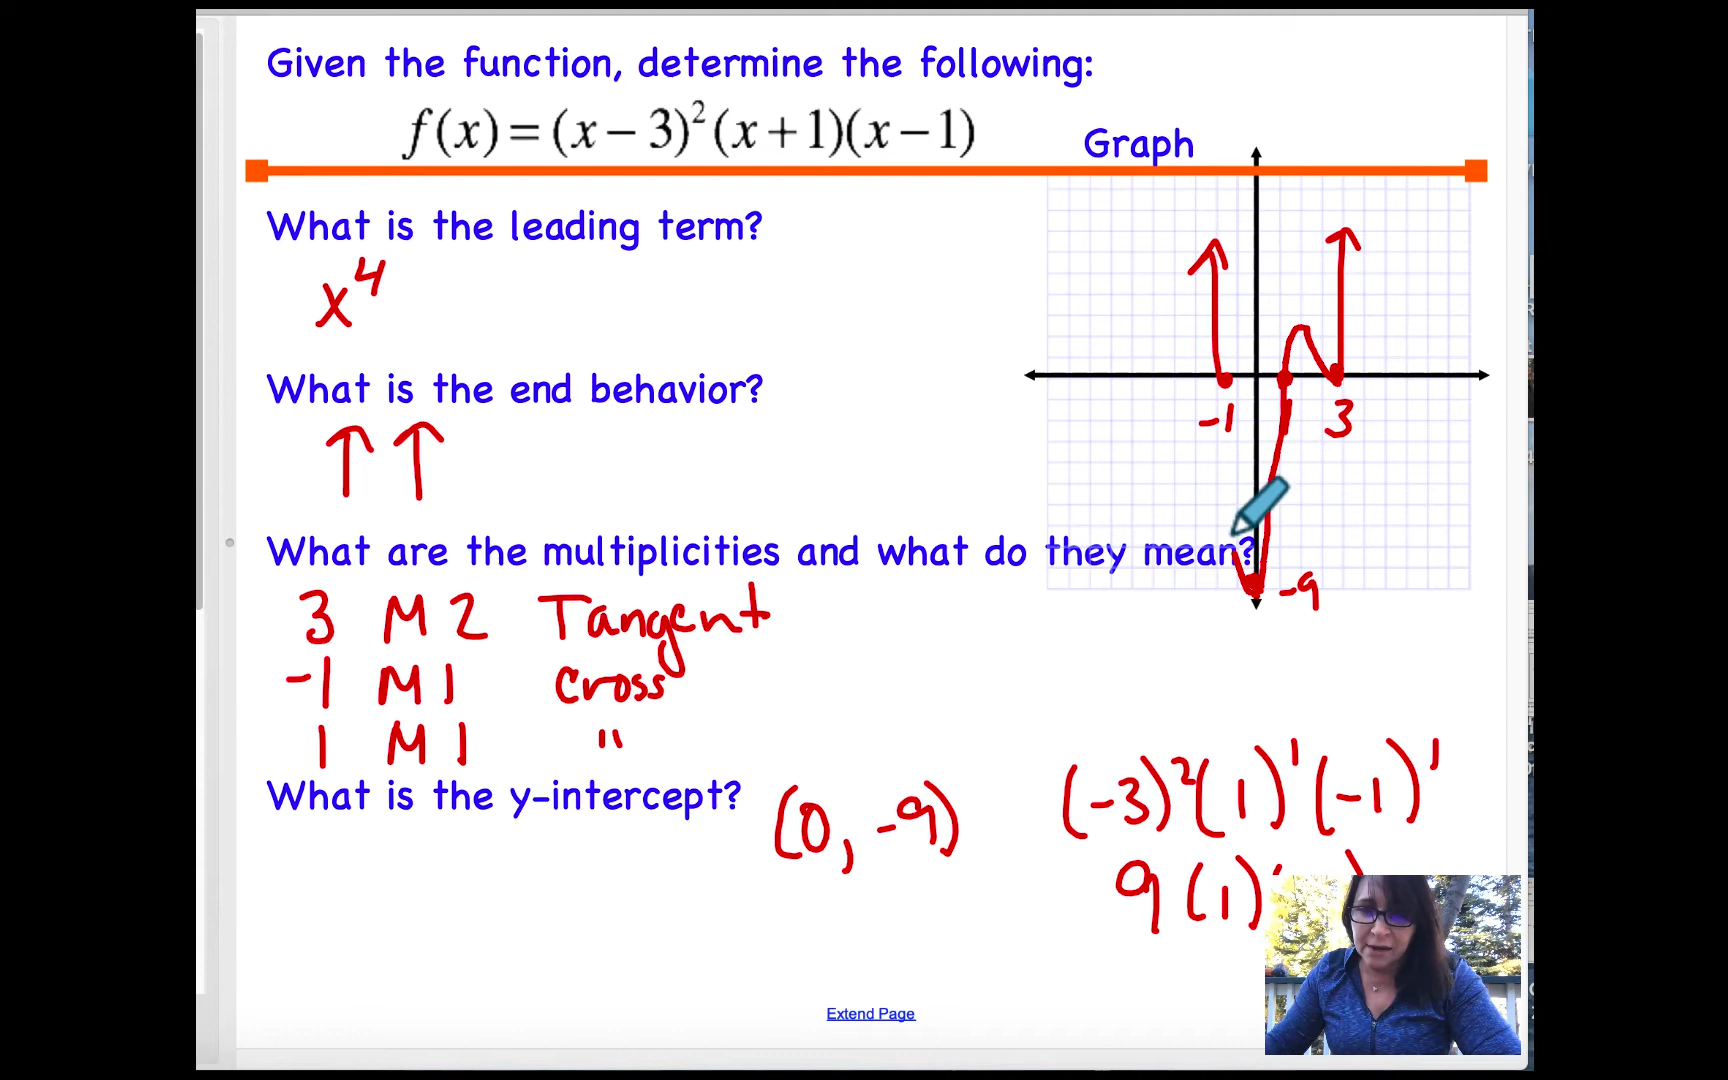 Given the function, determine the following:
f(x) = (x − 3)²(x + 1)(x − 1)
Graph
What is the leading term?
x⁴
What is the end behavior?
↑ ↑
-1 1 3
What are the multiplicities and what do they mean?
-9
3 M 2 Tangent
-1 M 1 Cross
1 M 1 "
What is the y-intercept? (0, -9)
(-3)²(1)¹(-1)¹
9(1)
Extend Page